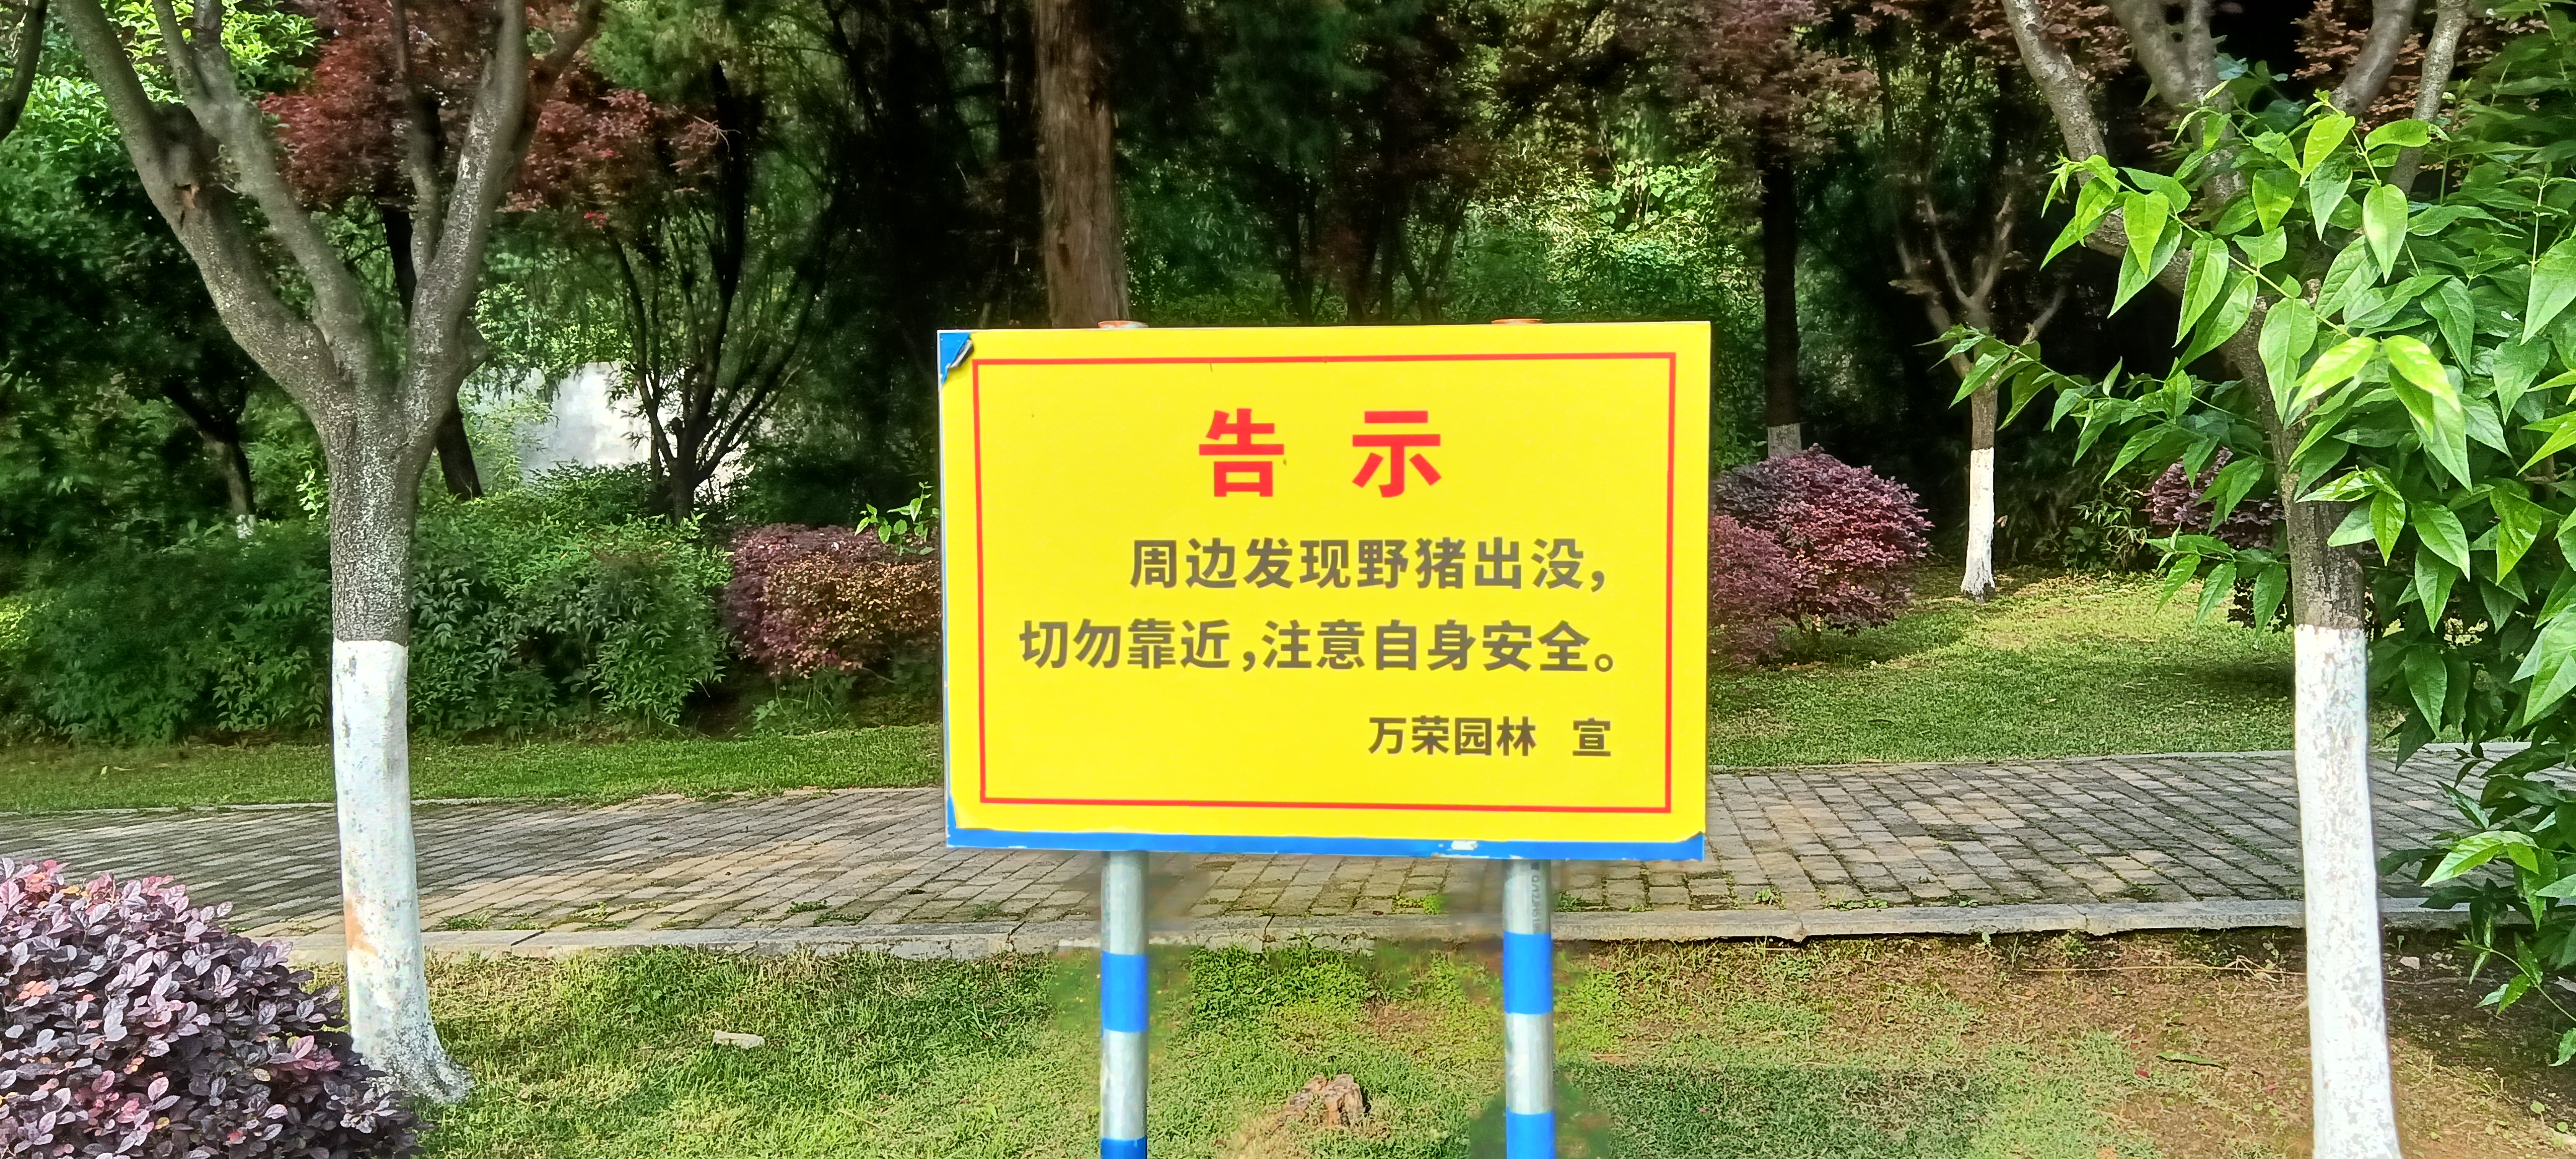 告 示
周边发现野猪出没，
切勿靠近，注意自身安全。
万荣园林 宣